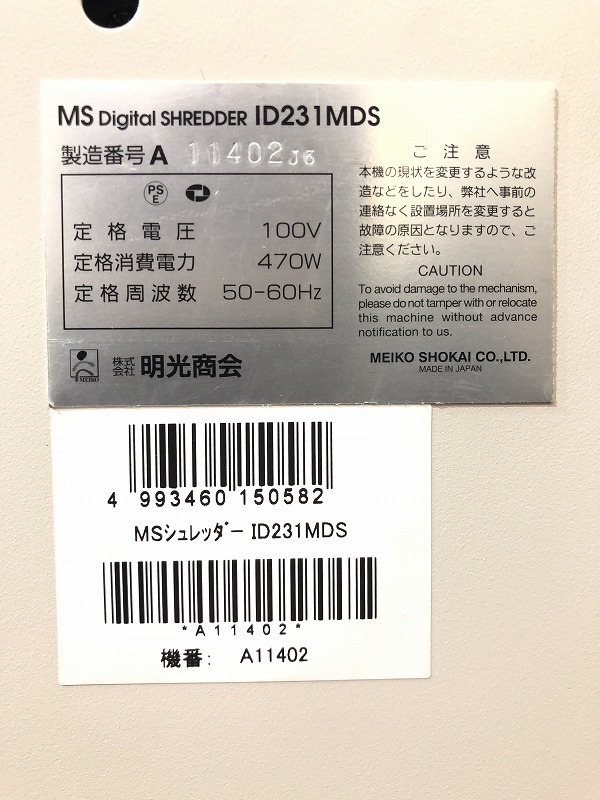 MS Digital SHREDDER ID231MDS
製造番号 A 11402J6
PS
E
定格電圧 100V
定格消費電力 470W
定格周波数 50-60Hz
MEIKO
株式
会社 明光商会
ご注意
本機の現状を変更するような改
造などをしたり、弊社へ事前の
連絡なく設置場所を変更すると
故障の原因となりますので、ご
注意ください。
CAUTION
To avoid damage to the mechanism,
please do not tamper with or relocate
this machine without advance
notification to us.
MEIKO SHOKAI CO.,LTD.
MADE IN JAPAN
4 993460 150582
MSシュレッダー ID231MDS
*A11402*
機番: A11402